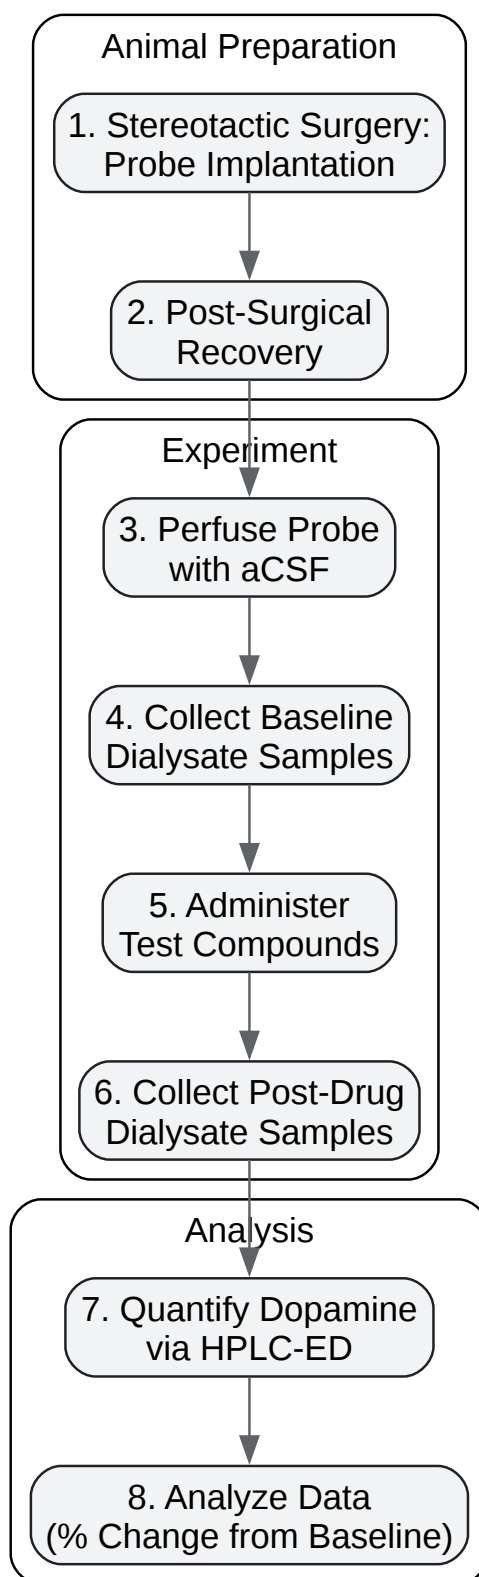 Animal Preparation
1. Stereotactic Surgery:
Probe Implantation
2. Post-Surgical
Recovery
Experiment
3. Perfuse Probe
with aCSF
4. Collect Baseline
Dialysate Samples
5. Administer
Test Compounds
6. Collect Post-Drug
Dialysate Samples
Analysis
7. Quantify Dopamine
via HPLC-ED
8. Analyze Data
(% Change from Baseline)